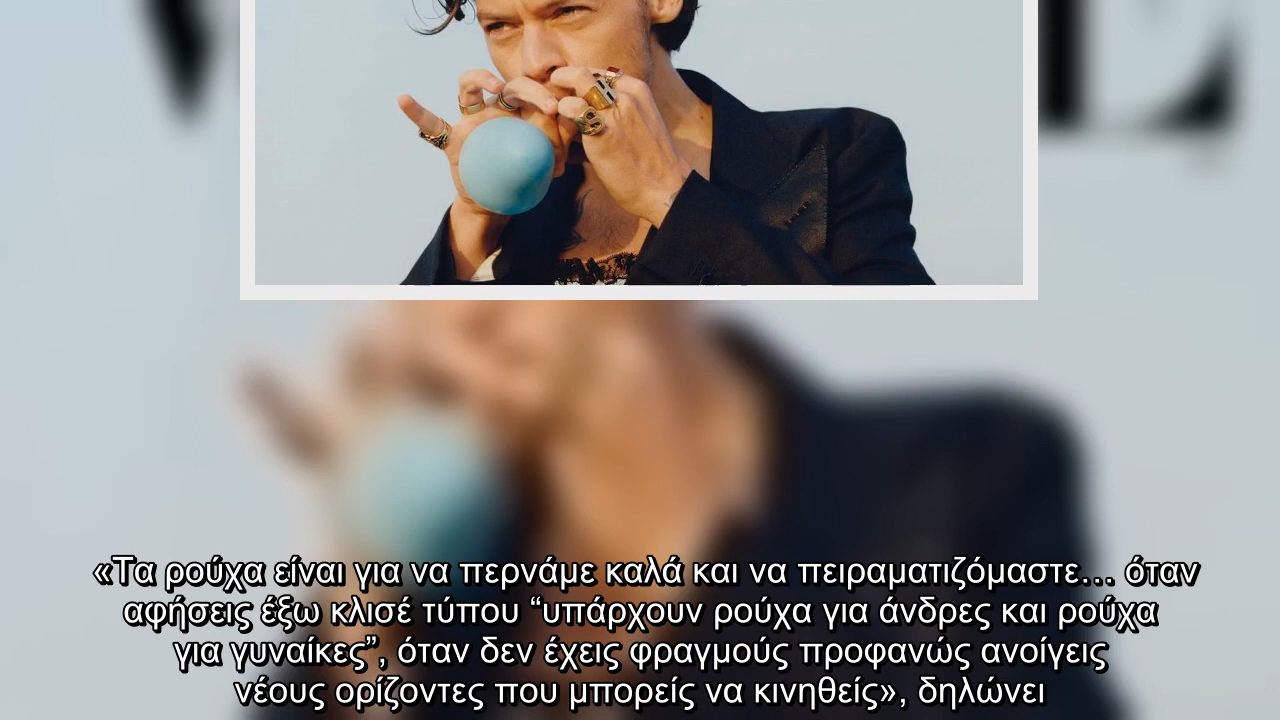 «Τα ρούχα είναι για να περνάμε καλά και να πειραματιζόμαστε… όταν
αφήσεις έξω κλισέ τύπου “υπάρχουν ρούχα για άνδρες και ρούχα
για γυναίκες”, όταν δεν έχεις φραγμούς προφανώς ανοίγεις
νέους ορίζοντες που μπορείς να κινηθείς», δηλώνει